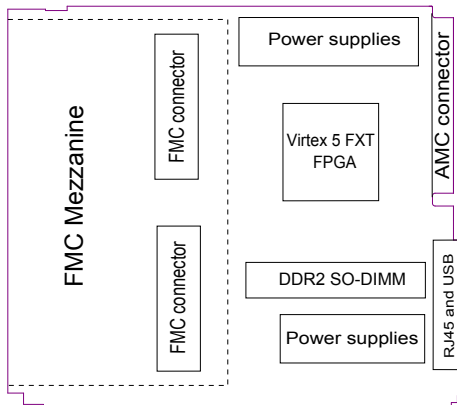 Power supplies
FMC connector
AMC connector
Virtex 5 FXT
FPGA
FMC Mezzanine
FMC connector
DDR2 SO-DIMM
RJ45 and USB
Power supplies